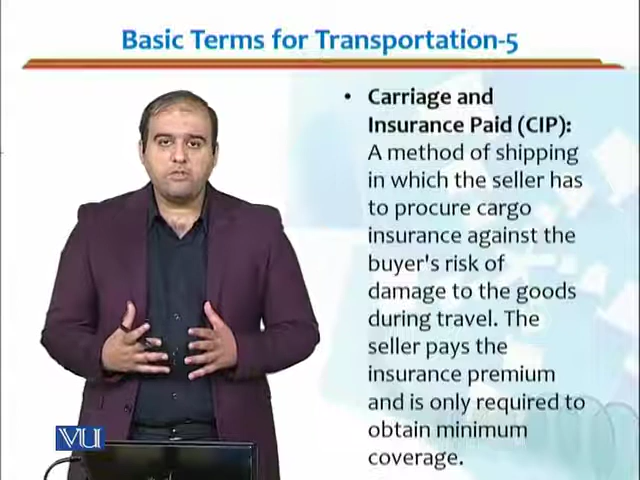 Basic Terms for Transportation-5
• Carriage and
Insurance Paid (CIP):
A method of shipping
in which the seller has
to procure cargo
insurance against the
buyer's risk of
damage to the goods
during travel. The
seller pays the
insurance premium
and is only required to
obtain minimum
coverage.
VU